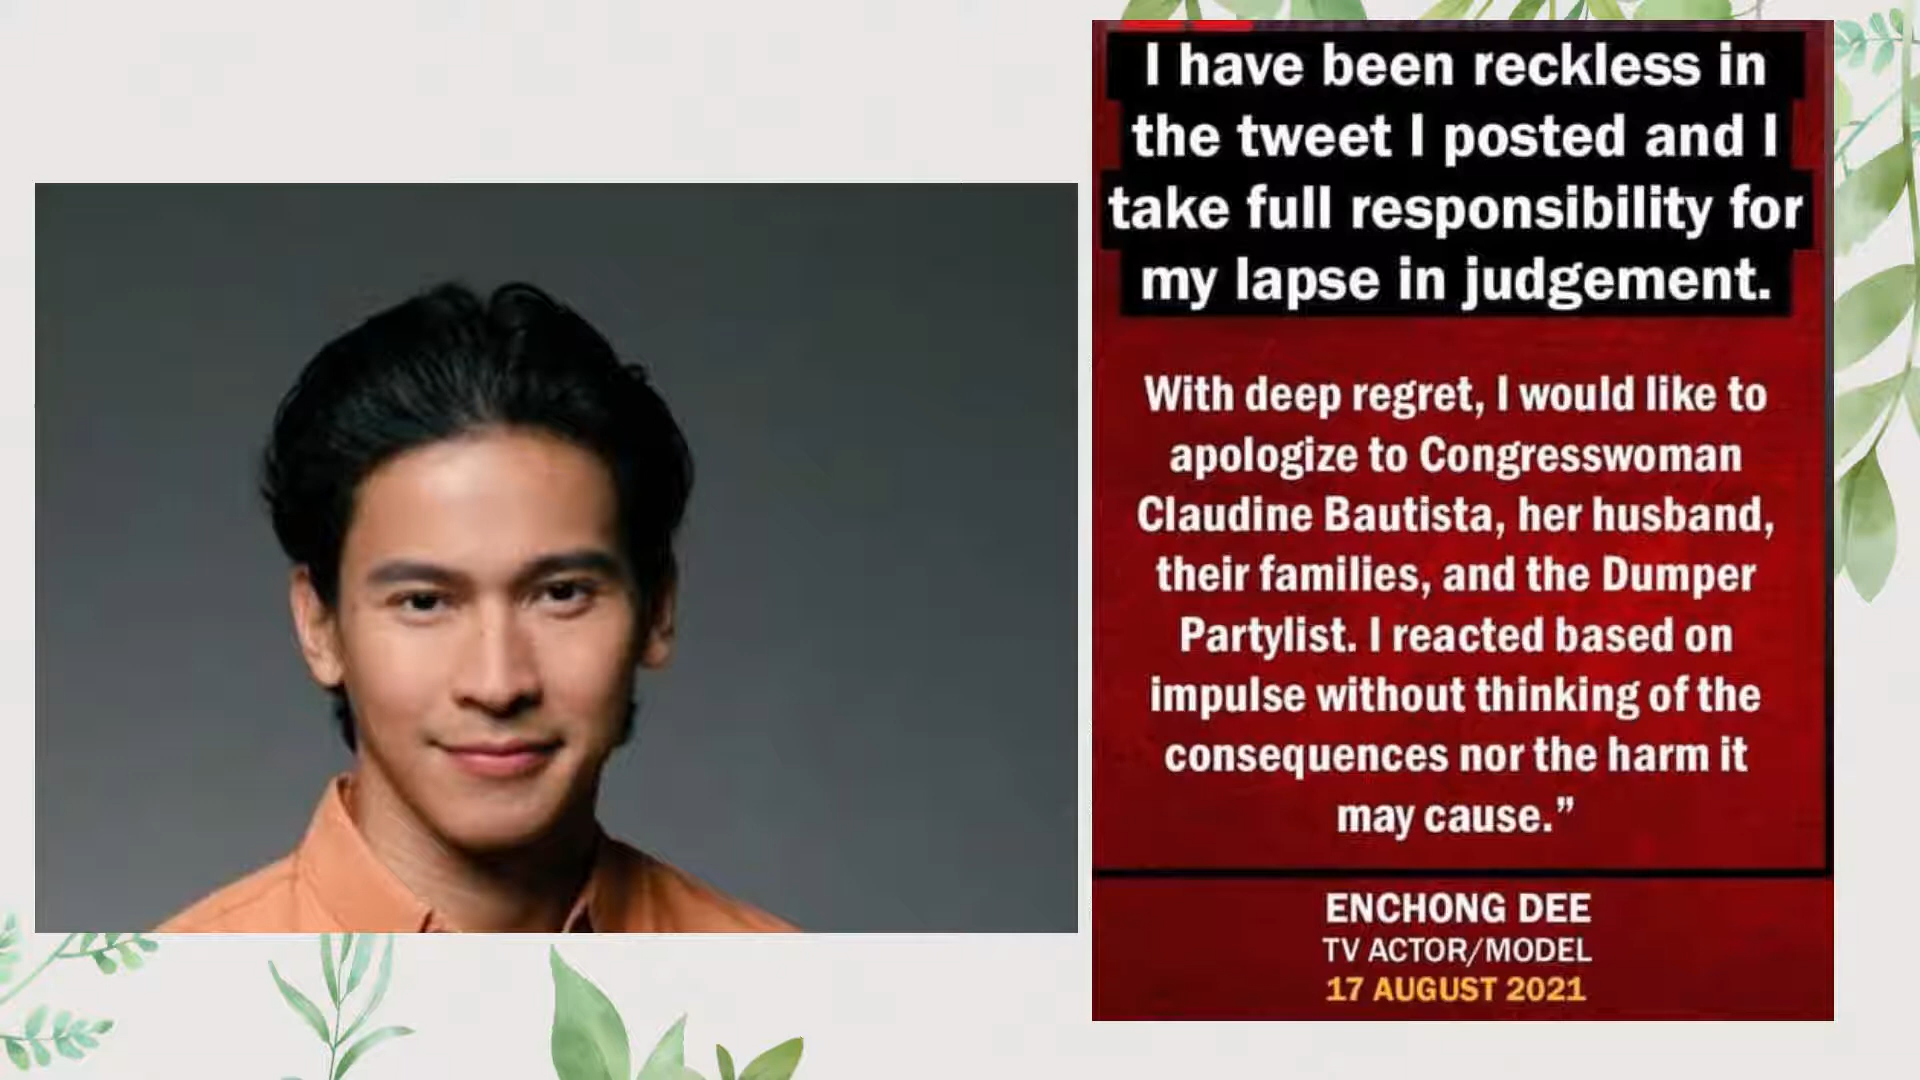 I have been reckless in
the tweet I posted and I
take full responsibility for
my lapse in judgement.
With deep regret, I would like to
apologize to Congresswoman
Claudine Bautista, her husband,
their families, and the Dumper
Partylist. I reacted based on
impulse without thinking of the
consequences nor the harm it
may cause.”
ENCHONG DEE
TV ACTOR/MODEL
17 AUGUST 2021